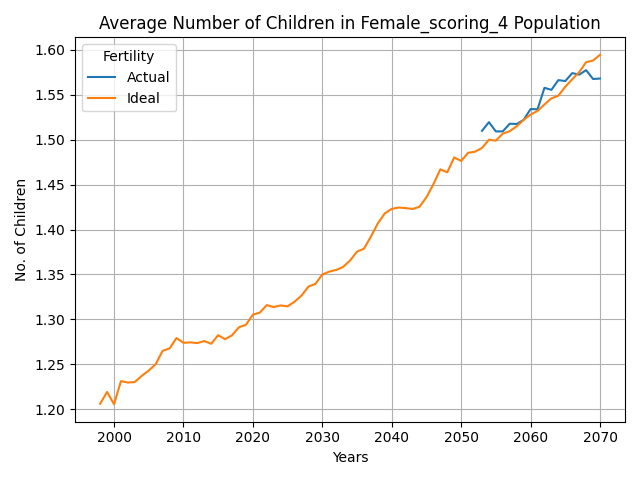 Average Number of Children in Female_scoring_4 Population
Fertility
Actual
Ideal
No. of Children
1.60
1.55
1.50
1.45
1.40
1.35
1.30
1.25
1.20
2000 2010 2020 2030 2040 2050 2060 2070
Years